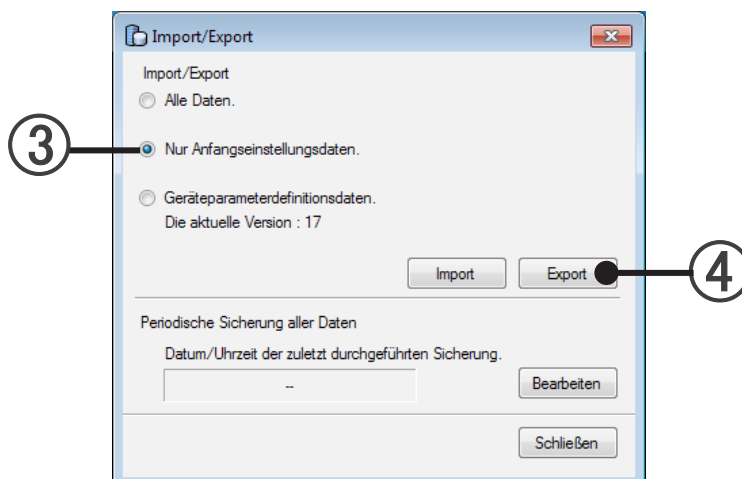 Import/Export
Import/Export
Alle Daten.
③
Nur Anfangseinstellungsdaten.
Geräteparameterdefinitionsdaten.
Die aktuelle Version : 17
Import
Export
④
Periodische Sicherung aller Daten
Datum/Uhrzeit der zuletzt durchgeführten Sicherung.
--
Bearbeiten
Schließen